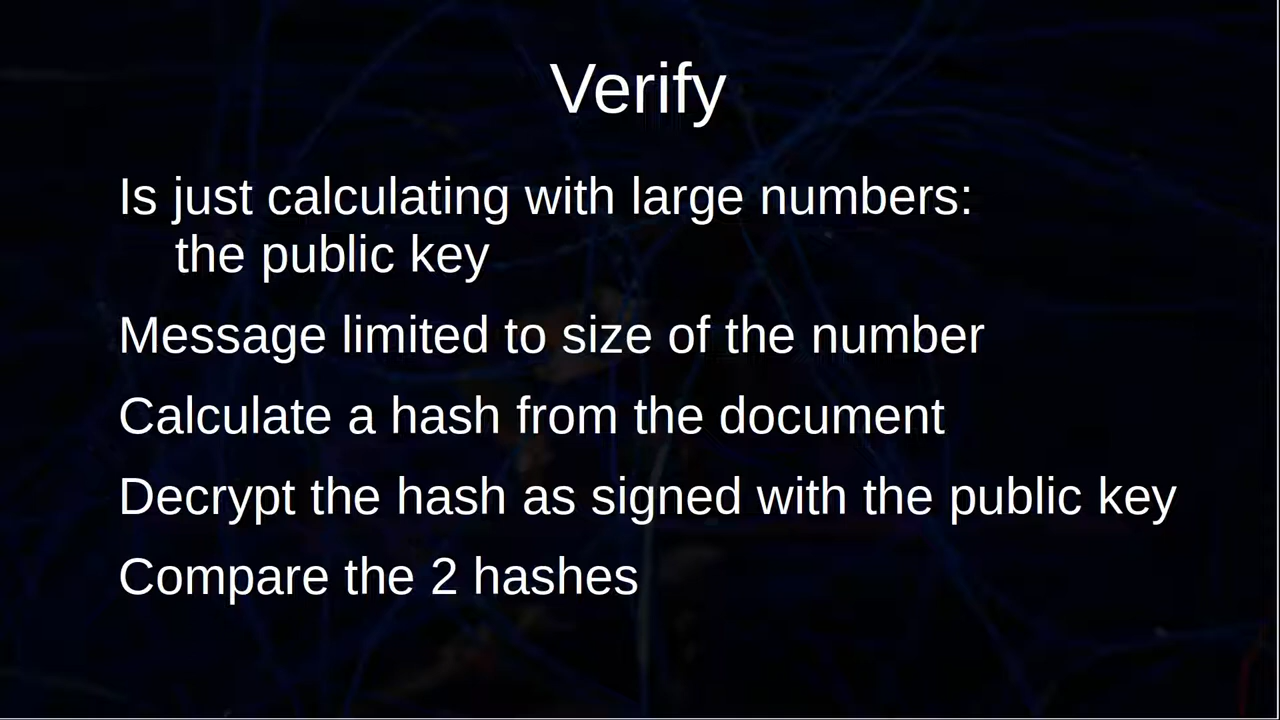 Verify
Is just calculating with large numbers:
the public key
Message limited to size of the number
Calculate a hash from the document
Decrypt the hash as signed with the public key
Compare the 2 hashes